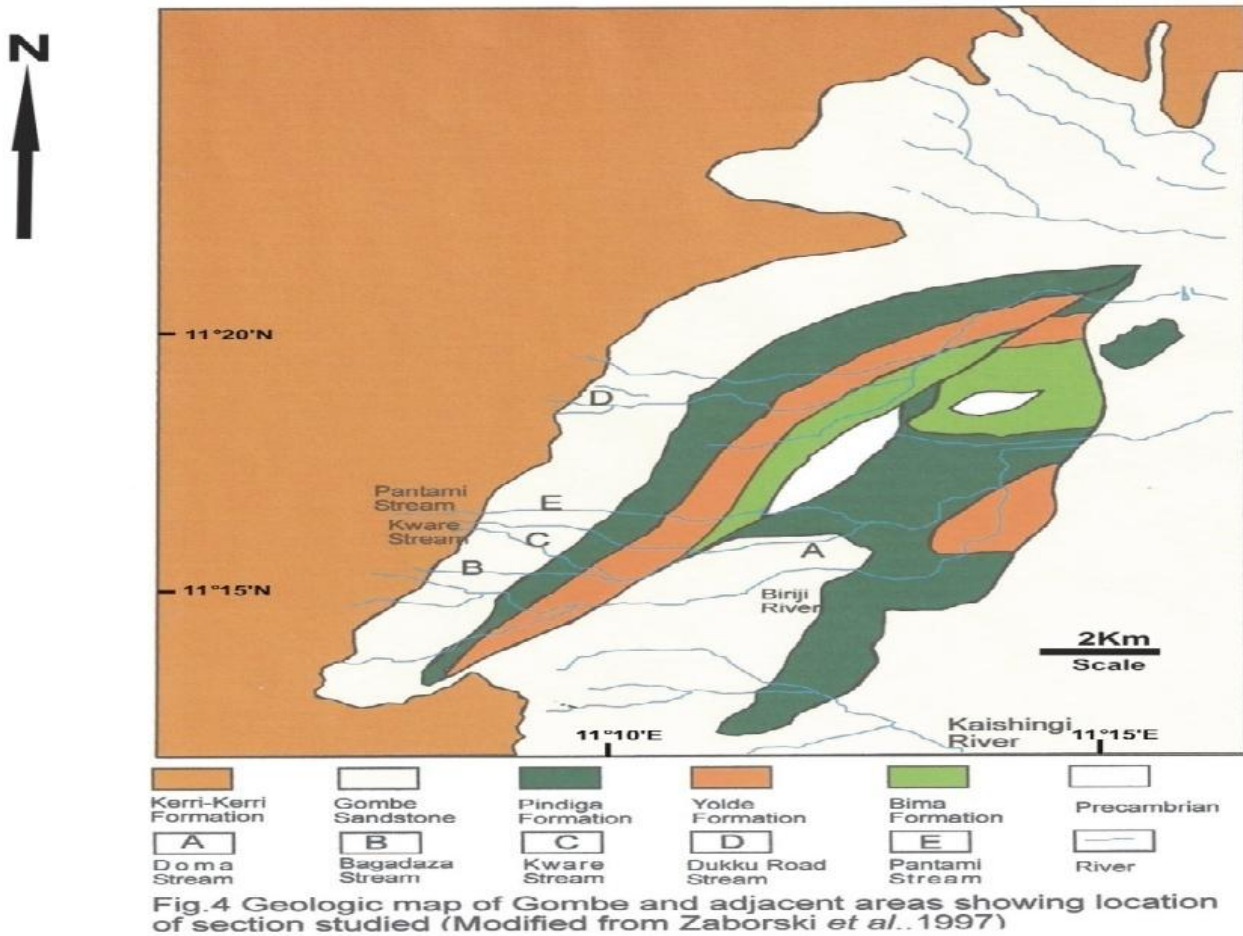 N
11°20'N
D
Pantami
Stream
E
Kware
Stream
C
A
B
11°15'N
Biriji
River
2Km
Scale
Kaishingi
River
11°10'E
11°15'E
Kerri-Kerri
Formation
Gombe
Sandstone
Pindiga
Formation
Yolde
Formation
Bima
Formation
Precambrian
A
Doma
Stream
B
Bagadaza
Stream
C
Kware
Stream
D
Dukku Road
Stream
E
Pantami
Stream
River
Fig.4 Geologic map of Gombe and adjacent areas showing location
of section studied (Modified from Zaborski et al..1997)